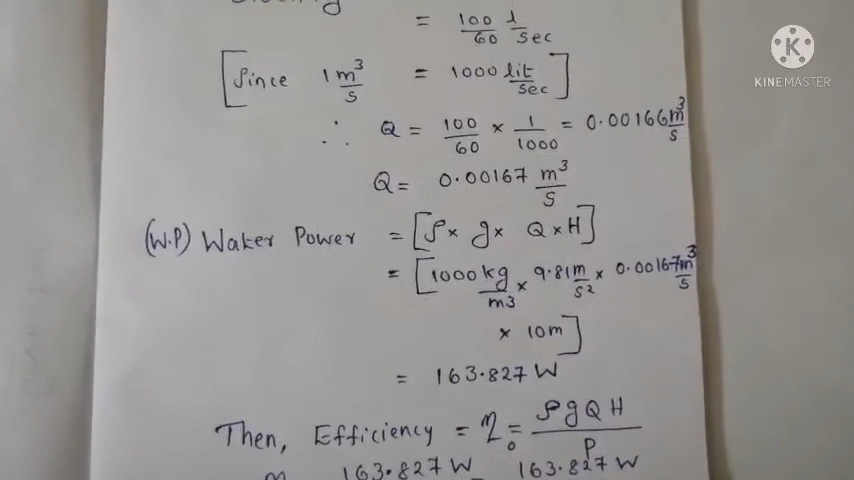 = 100/60 l/sec
[Since 1 m³/s = 1000 lit/sec]
∴ Q = 100/60 × 1/1000 = 0.00166 m³/s
Q = 0.00167 m³/s
(W.P) Water Power = [ρ × g × Q × H]
= [1000 kg/m3 × 9.81 m/s² × 0.00167 m³/s
× 10m]
= 163.827 W
Then, Efficiency = η₀ = ρgQH/P
163.827 W 163.827 W
KINEMASTER